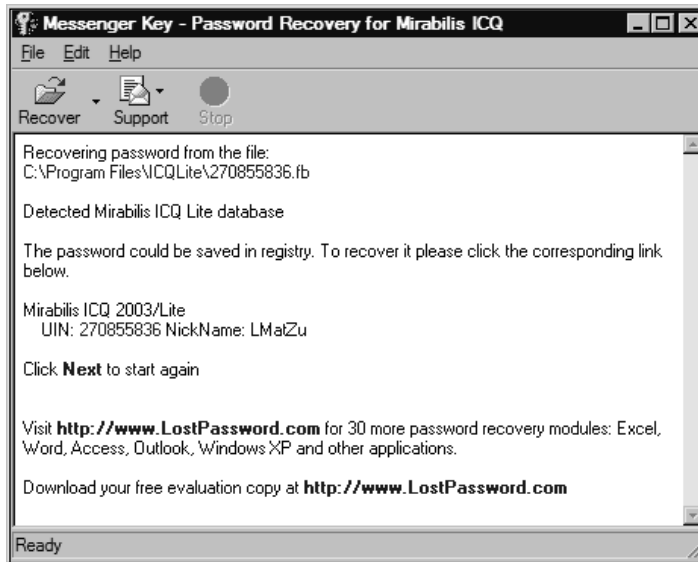 Messenger Key - Password Recovery for Mirabilis ICQ
File Edit Help
Recover Support Stop
Recovering password from the file:
C:\Program Files\ICQLite\270855836.fb
Detected Mirabilis ICQ Lite database
The password could be saved in registry. To recover it please click the corresponding link
below.
Mirabilis ICQ 2003/Lite
UIN: 270855836 NickName: LMatZu
Click Next to start again
Visit http://www.LostPassword.com for 30 more password recovery modules: Excel,
Word, Access, Outlook, Windows XP and other applications.
Download your free evaluation copy at http://www.LostPassword.com
Ready